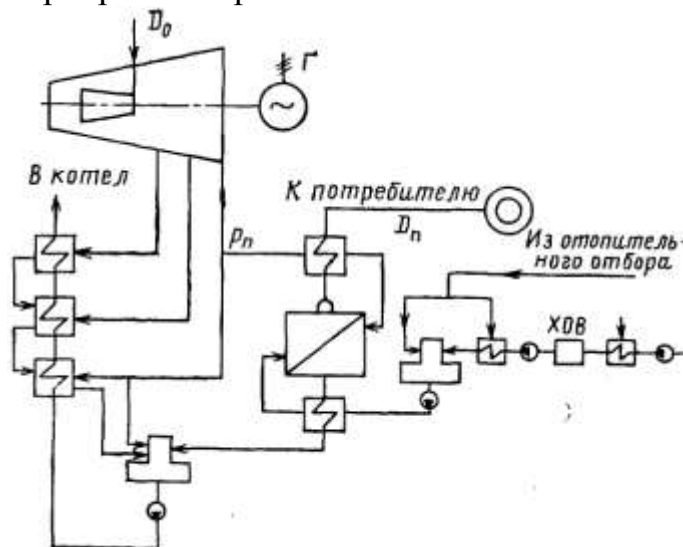 D₀
Г
В котел
К потребителю
Dп
pп
Из отопитель-
ного отбора
ХОВ